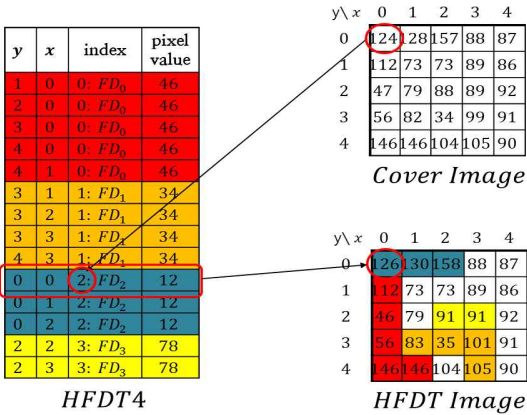 y x index pixel value
1 0 0: FD₀ 46
2 0 0: FD₀ 46
3 0 0: FD₀ 46
4 0 0: FD₀ 46
4 1 0: FD₀ 46
3 1 1: FD₁ 34
3 2 1: FD₁ 34
3 3 1: FD₁ 34
4 3 1: FD₁ 34
0 0 2: FD₂ 12
0 1 2: FD₂ 12
0 2 2: FD₂ 12
2 2 3: FD₃ 78
2 3 3: FD₃ 78
HFDT4
y\ x 0 1 2 3 4
0 124 128 157 88 87
1 112 73 73 89 86
2 47 79 88 89 92
3 56 82 34 99 91
4 146 146 104 105 90
Cover Image
y\ x 0 1 2 3 4
0 126 130 158 88 87
1 112 73 73 89 86
2 46 79 91 91 92
3 56 83 35 101 91
4 146 146 104 105 90
HFDT Image